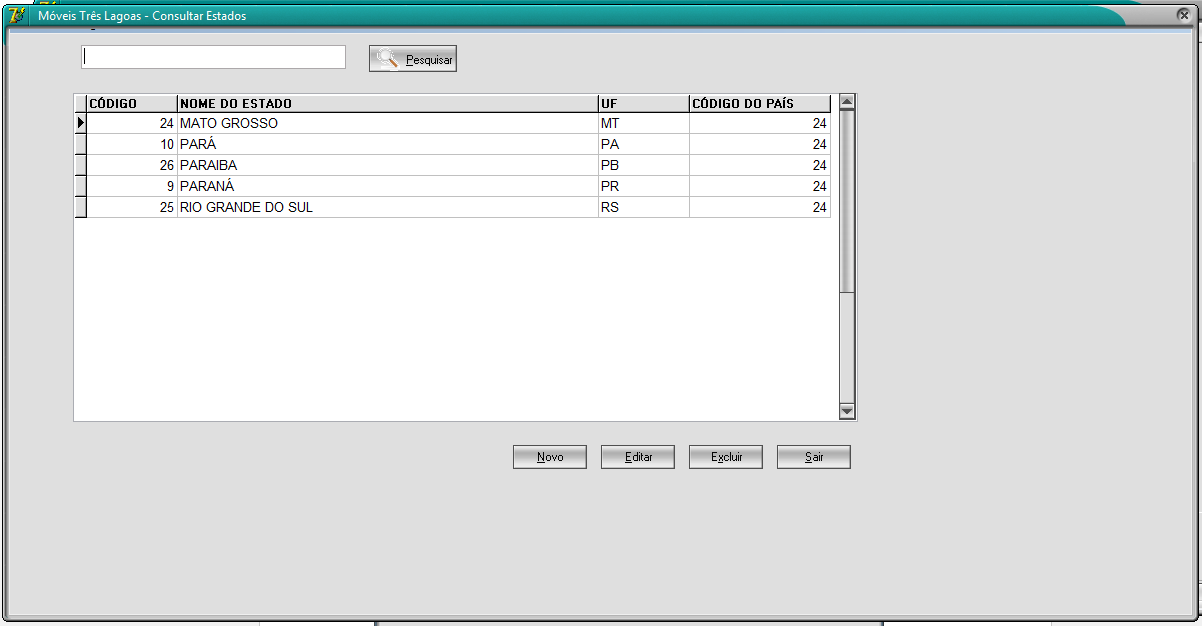 Móveis Três Lagoas - Consultar Estados
Pesquisar
CÓDIGO NOME DO ESTADO UF CÓDIGO DO PAÍS
24 MATO GROSSO MT 24
10 PARÁ PA 24
26 PARAIBA PB 24
9 PARANÁ PR 24
25 RIO GRANDE DO SUL RS 24
Novo Editar Excluir Sair